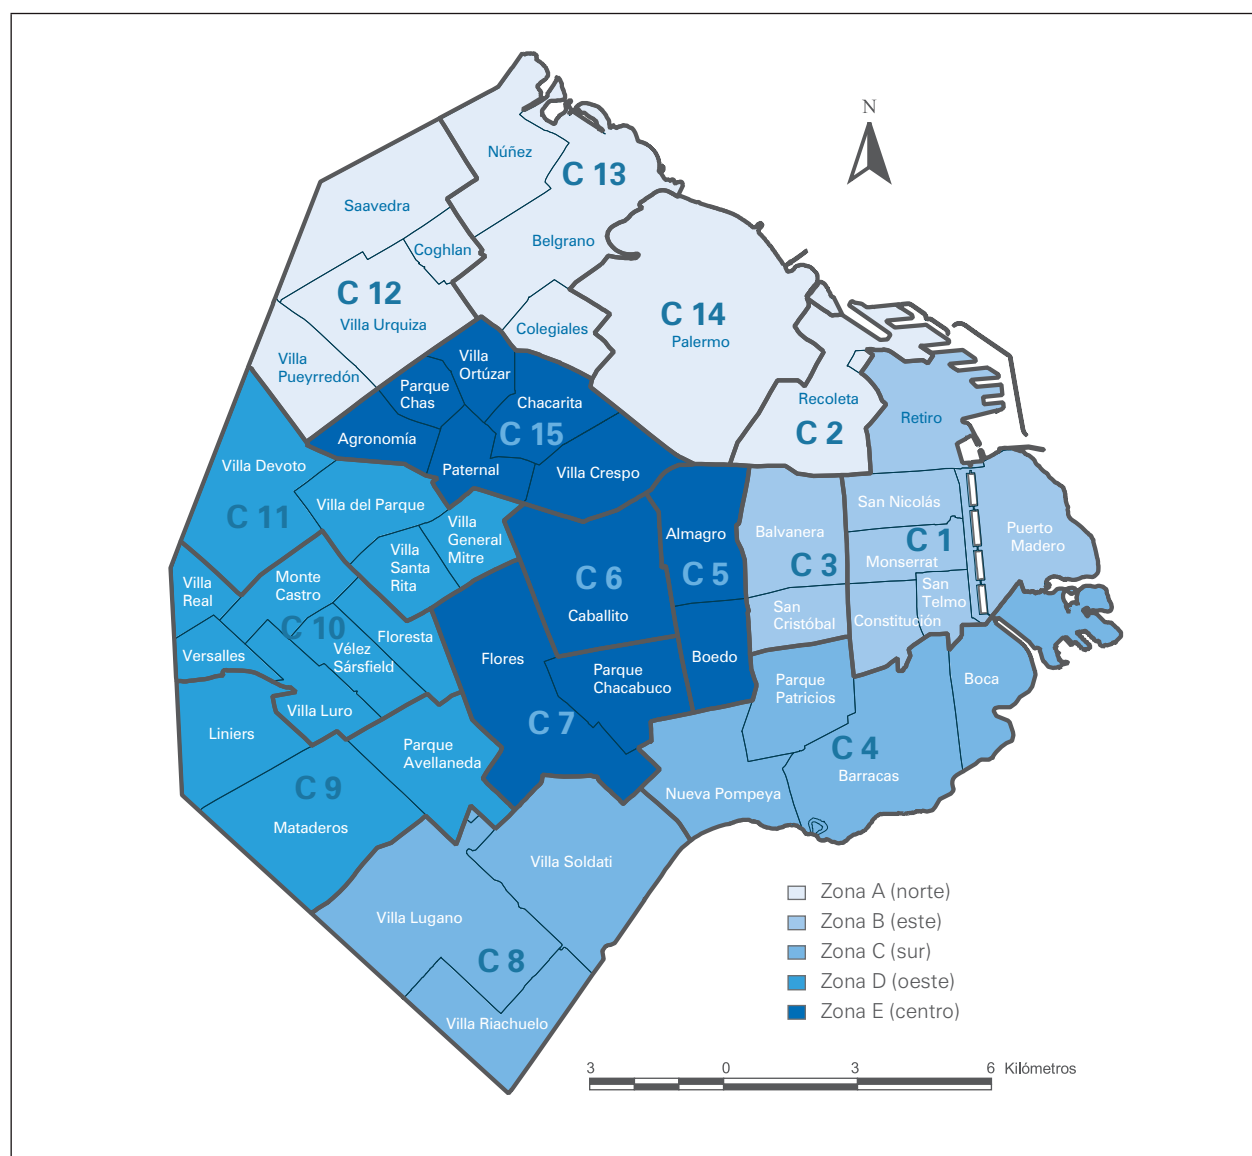 N
Núñez
C 13
Saavedra
Coghlan
Belgrano
C 12
Villa Urquiza
Colegiales
C 14
Palermo
Villa
Pueyrredón
Villa
Ortúzar
Parque
Chas
Chacarita
Recoleta
C 2
Retiro
Agronomía
C 15
Paternal
Villa Crespo
Villa Devoto
C 11
Villa del Parque
Villa
General
Mitre
Villa
Santa
Rita
Almagro
C 5
C 6
Caballito
Balvanera
C 3
San Nicolás
C 1
Monserrat
Puerto
Madero
San
Telmo
Constitución
San
Cristóbal
Villa
Real
Monte
Castro
C 10
Versalles
Vélez
Sársfield
Floresta
Flores
Boedo
Parque
Chacabuco
Parque
Patricios
Boca
Villa Luro
Liniers
Parque
Avellaneda
C 7
C 4
Barracas
C 9
Mataderos
Nueva Pompeya
Villa Soldati
Villa Lugano
C 8
Villa Riachuelo
Zona A (norte)
Zona B (este)
Zona C (sur)
Zona D (oeste)
Zona E (centro)
3 0 3 6 Kilómetros